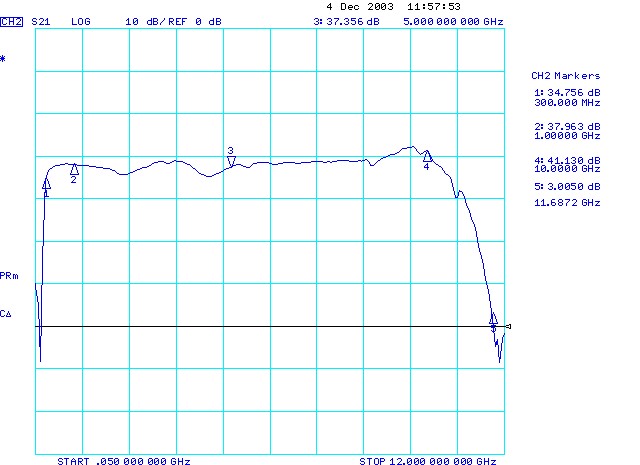 4 Dec 2003 11:57:53
CH2 S21 LOG 10 dB/REF 0 dB 3: 37.356 dB 5.000 000 000 GHz
*
CH2 Markers
1: 34.756 dB
300.000 MHz
2: 37.963 dB
1.00000 GHz
4: 41.130 dB
10.0000 GHz
5: 3.0050 dB
11.6872 GHz
3
4
2
1
PRm
CΔ
5
START .050 000 000 GHz STOP 12.000 000 000 GHz